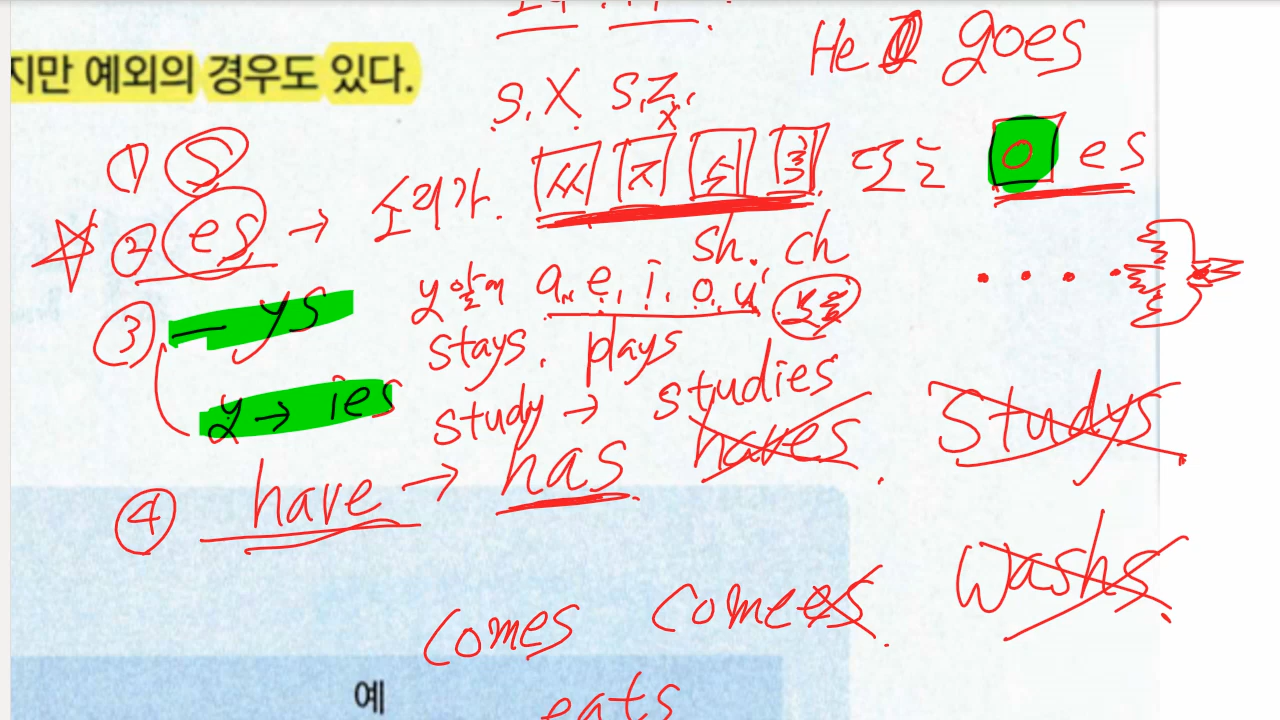 He goes
지만 예외의 경우도 있다.
s, x s, z, x
① s
② es → 소리가 쓰 즈 쉬 취 또는 o es
sh, ch
③ ― ys y 앞에 a, e, i, o, u 모음
stays, plays
y → ies study → studies studys
④ have → has haves
washs
comes comees
예 eats